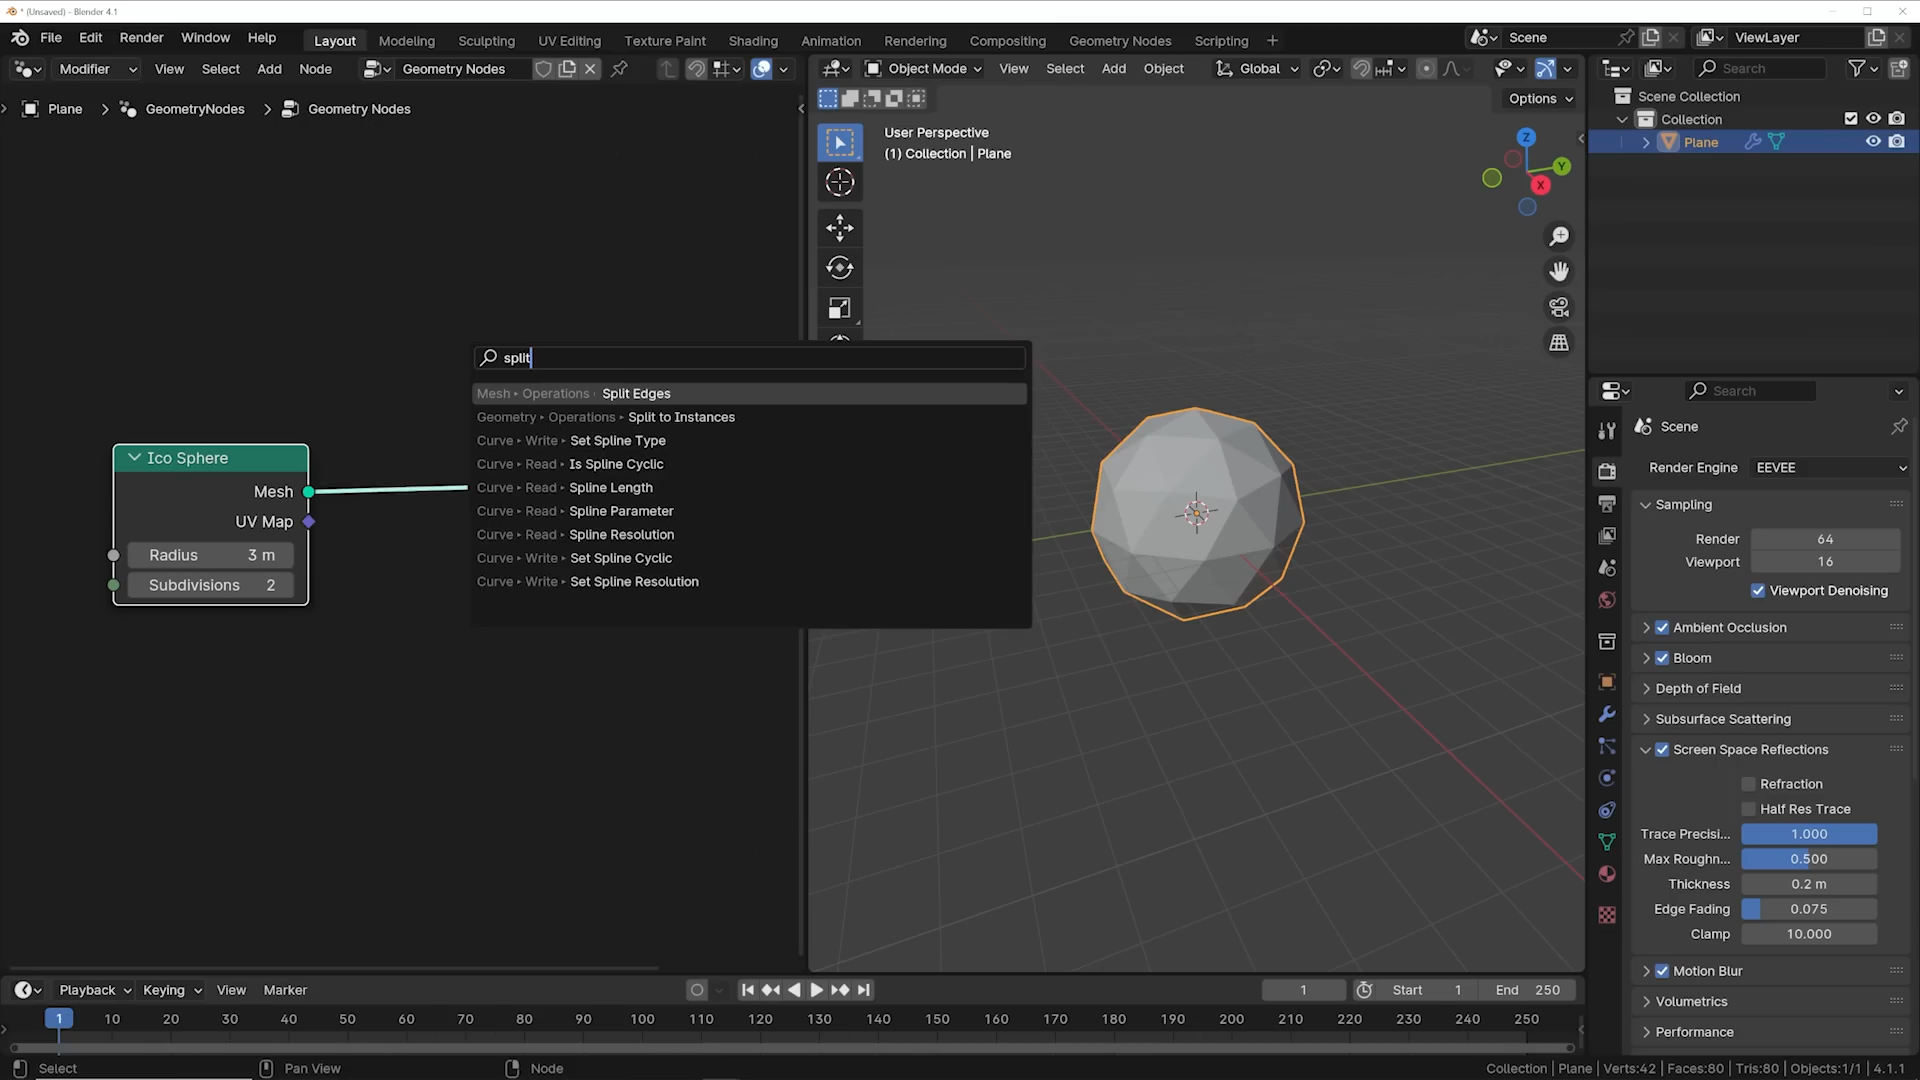 * (Unsaved) - Blender 4.1
File Edit Render Window Help
Layout Modeling Sculpting UV Editing Texture Paint Shading Animation Rendering Compositing Geometry Nodes Scripting +
Scene
ViewLayer
Modifier View Select Add Node
Geometry Nodes
Object Mode View Select Add Object
Global
Search
Plane > GeometryNodes > Geometry Nodes
Options
User Perspective
(1) Collection | Plane
Z
Y
X
Scene Collection
Collection
Plane
split
Mesh ▸ Operations ▸ Split Edges
Geometry ▸ Operations ▸ Split to Instances
Curve ▸ Write ▸ Set Spline Type
Curve ▸ Read ▸ Is Spline Cyclic
Curve ▸ Read ▸ Spline Length
Curve ▸ Read ▸ Spline Parameter
Curve ▸ Read ▸ Spline Resolution
Curve ▸ Write ▸ Set Spline Cyclic
Curve ▸ Write ▸ Set Spline Resolution
Ico Sphere
Mesh
UV Map
Radius 3 m
Subdivisions 2
Search
Scene
Render Engine EEVEE
Sampling
Render 64
Viewport 16
Viewport Denoising
Ambient Occlusion
Bloom
Depth of Field
Subsurface Scattering
Screen Space Reflections
Refraction
Half Res Trace
Trace Precisi... 1.000
Max Roughn... 0.500
Thickness 0.2 m
Edge Fading 0.075
Clamp 10.000
Motion Blur
Volumetrics
Performance
Playback Keying View Marker
1 Start 1 End 250
1 10 20 30 40 50 60 70 80 90 100 110 120 130 140 150 160 170 180 190 200 210 220 230 240 250
Select Pan View Node
Collection | Plane | Verts:42 | Faces:80 | Tris:80 | Objects:1/1 | 4.1.1